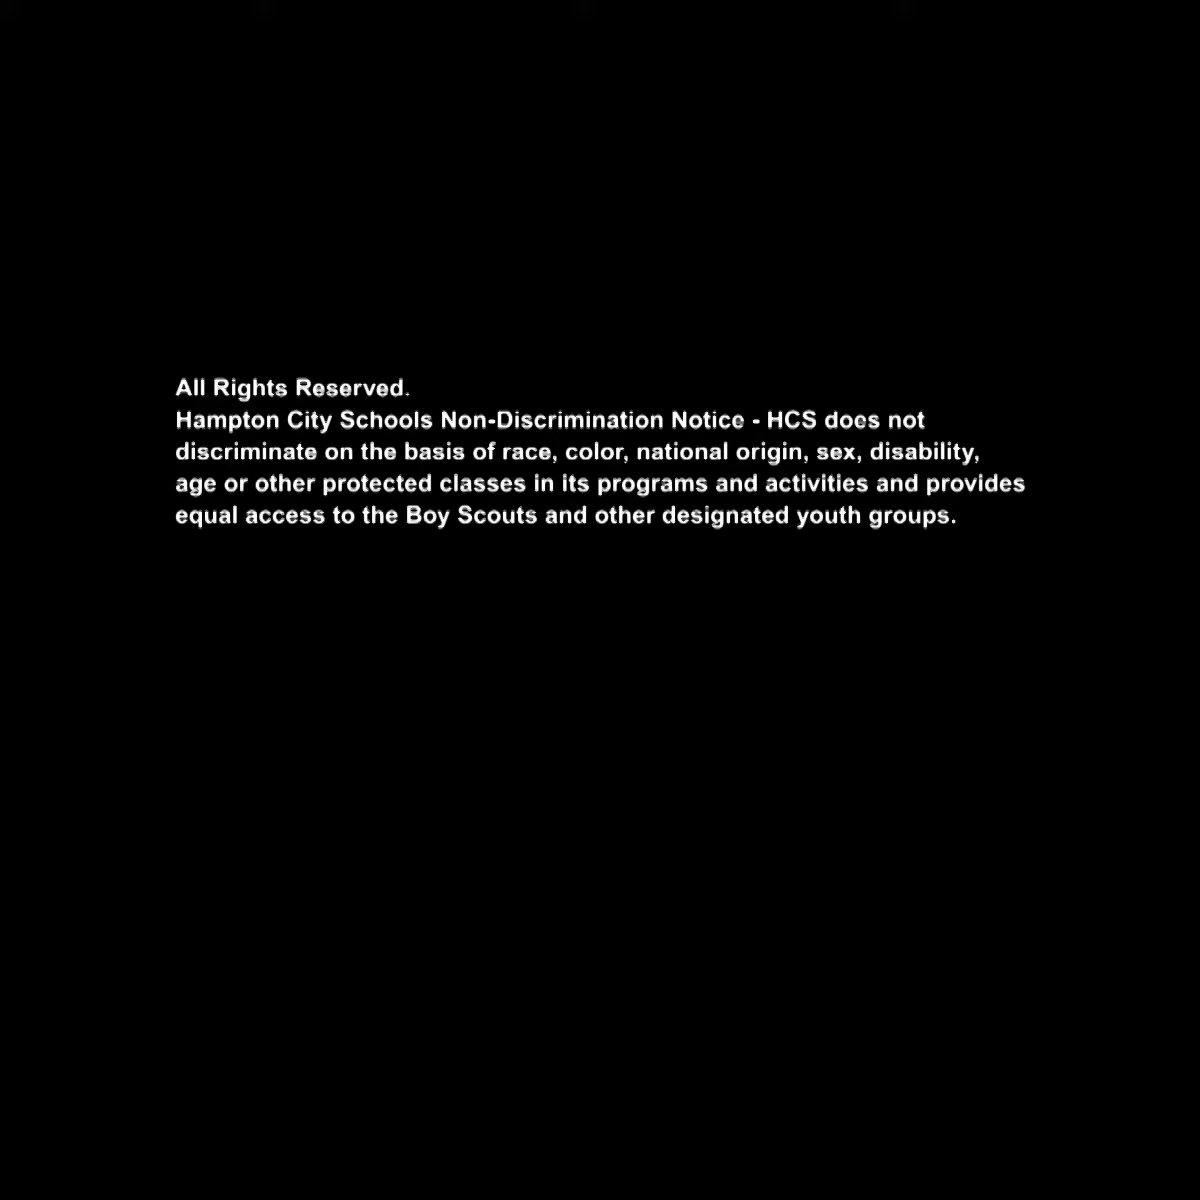 All Rights Reserved.
Hampton City Schools Non-Discrimination Notice - HCS does not
discriminate on the basis of race, color, national origin, sex, disability,
age or other protected classes in its programs and activities and provides
equal access to the Boy Scouts and other designated youth groups.